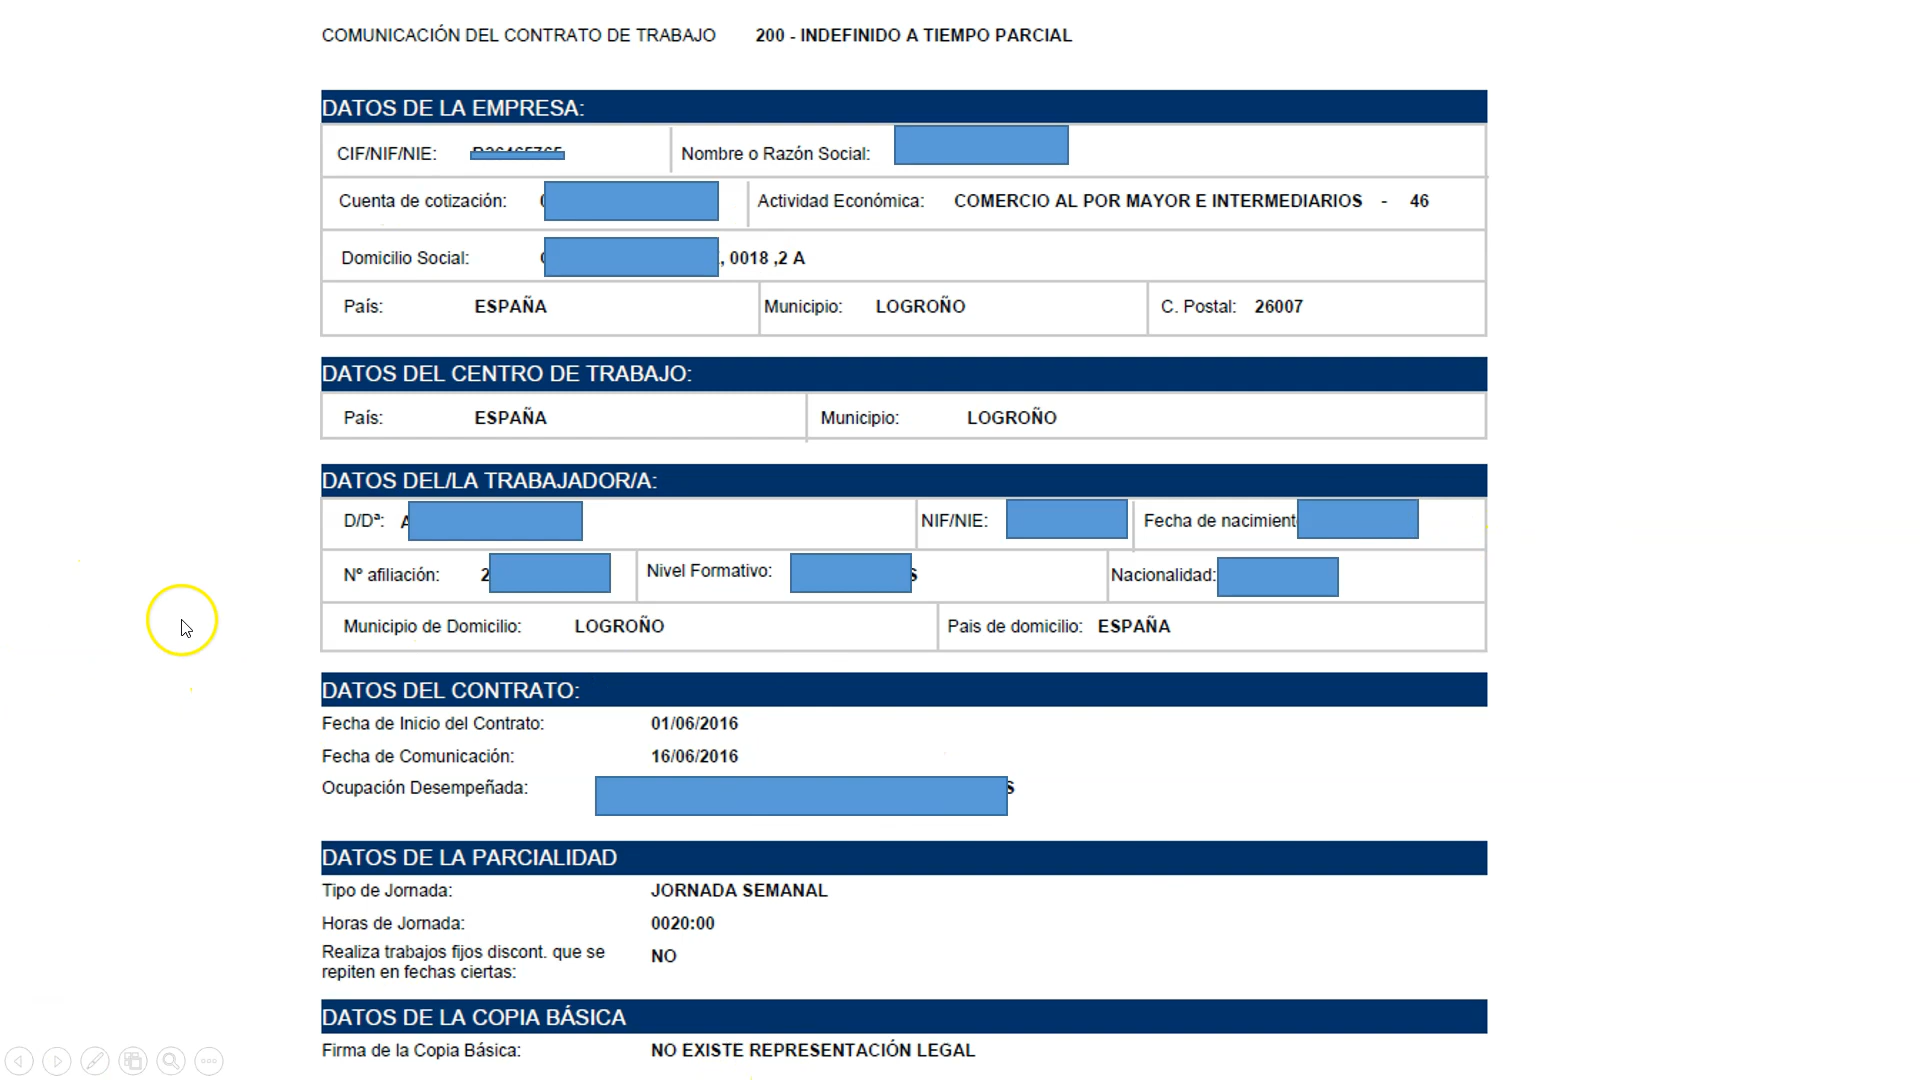 COMUNICACIÓN DEL CONTRATO DE TRABAJO 200 - INDEFINIDO A TIEMPO PARCIAL
DATOS DE LA EMPRESA:
CIF/NIF/NIE: Nombre o Razón Social:
Cuenta de cotización: Actividad Económica: COMERCIO AL POR MAYOR E INTERMEDIARIOS - 46
Domicilio Social: , 0018 ,2 A
País: ESPAÑA Municipio: LOGROÑO C. Postal: 26007
DATOS DEL CENTRO DE TRABAJO:
País: ESPAÑA Municipio: LOGROÑO
DATOS DEL/LA TRABAJADOR/A:
D/Dª: A NIF/NIE: Fecha de nacimient
Nº afiliación: 2 Nivel Formativo: S Nacionalidad:
Municipio de Domicilio: LOGROÑO Pais de domicilio: ESPAÑA
DATOS DEL CONTRATO:
Fecha de Inicio del Contrato: 01/06/2016
Fecha de Comunicación: 16/06/2016
Ocupación Desempeñada: S
DATOS DE LA PARCIALIDAD
Tipo de Jornada: JORNADA SEMANAL
Horas de Jornada: 0020:00
Realiza trabajos fijos discont. que se
repiten en fechas ciertas: NO
DATOS DE LA COPIA BÁSICA
Firma de la Copia Básica: NO EXISTE REPRESENTACIÓN LEGAL